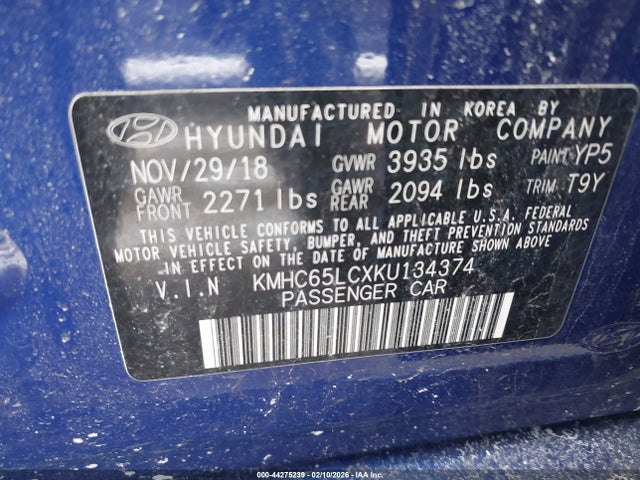 MANUFACTURED IN KOREA BY
HYUNDAI MOTOR COMPANY
NOV/29/18 GVWR 3935 lbs PAINT YP5
GAWR FRONT 2271 lbs GAWR REAR 2094 lbs TRIM T9Y
THIS VEHICLE CONFORMS TO ALL APPLICABLE U.S.A. FEDERAL
MOTOR VEHICLE SAFETY, BUMPER, AND THEFT PREVENTION
STANDARDS IN EFFECT ON THE DATE OF MANUFACTURE SHOWN ABOVE
V.I.N KMHC65LCXKU134374
PASSENGER CAR
000-44275239 - 02/10/2026 - IAAI.COM